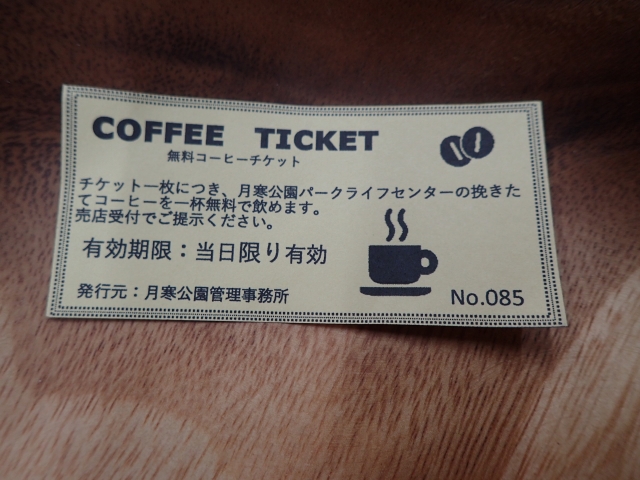 COFFEE TICKET
無料コーヒーチケット
チケット一枚につき、月寒公園パークライフセンターの挽きた
てコーヒーを一杯無料で飲めます。
売店受付でご提示ください。
有効期限：当日限り有効
発行元：月寒公園管理事務所
No.085